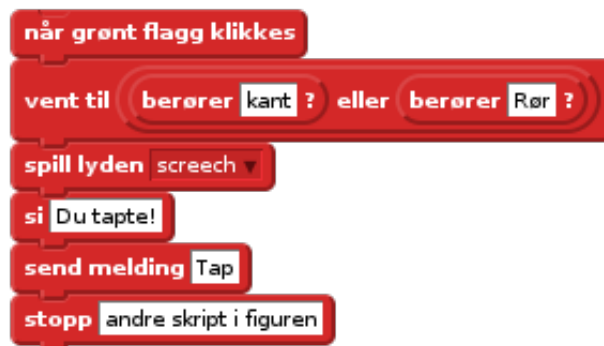 når grønt flagg klikkes
vent til berører kant ? eller berører Rør ?
spill lyden screech
si Du tapte!
send melding Tap
stopp andre skript i figuren